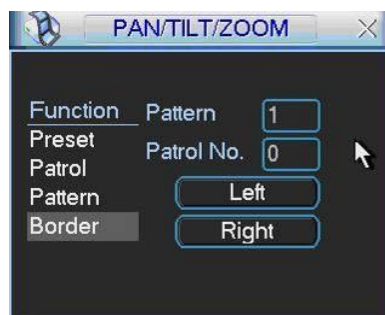 PAN/TILT/ZOOM
Function
Preset
Patrol
Pattern
Border
Pattern 1
Patrol No. 0
Left
Right